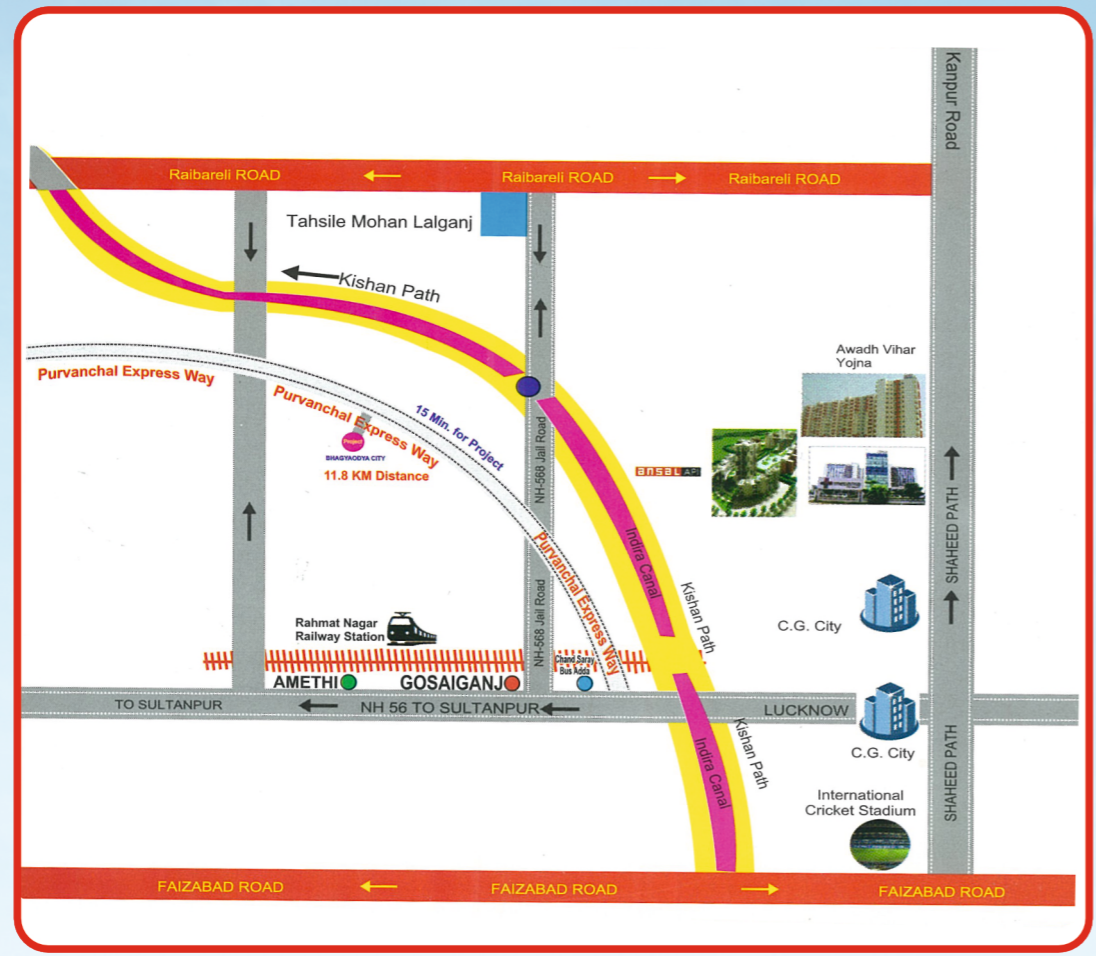 Kanpur Road
Raibareli ROAD
Raibareli ROAD
Raibareli ROAD
Tahsile Mohan Lalganj
Kishan Path
Awadh Vihar
Yojna
Purvanchal Express Way
Purvanchal Express Way
15 Min. for Project
Project
BHAGYAODYA CITY
11.8 KM Distance
NH-568 Jail Road
ansal API
Indira Canal
Purvanchal Express Way
SHAHEED PATH
Kishan Path
NH-568 Jail Road
C.G. City
Rahmat Nagar
Railway Station
Chand Saray
Bus Adda
AMETHI
GOSAIGANJ
TO SULTANPUR
NH 56 TO SULTANPUR
LUCKNOW
Kishan Path
Indira Canal
C.G. City
SHAHEED PATH
International
Cricket Stadium
FAIZABAD ROAD
FAIZABAD ROAD
FAIZABAD ROAD